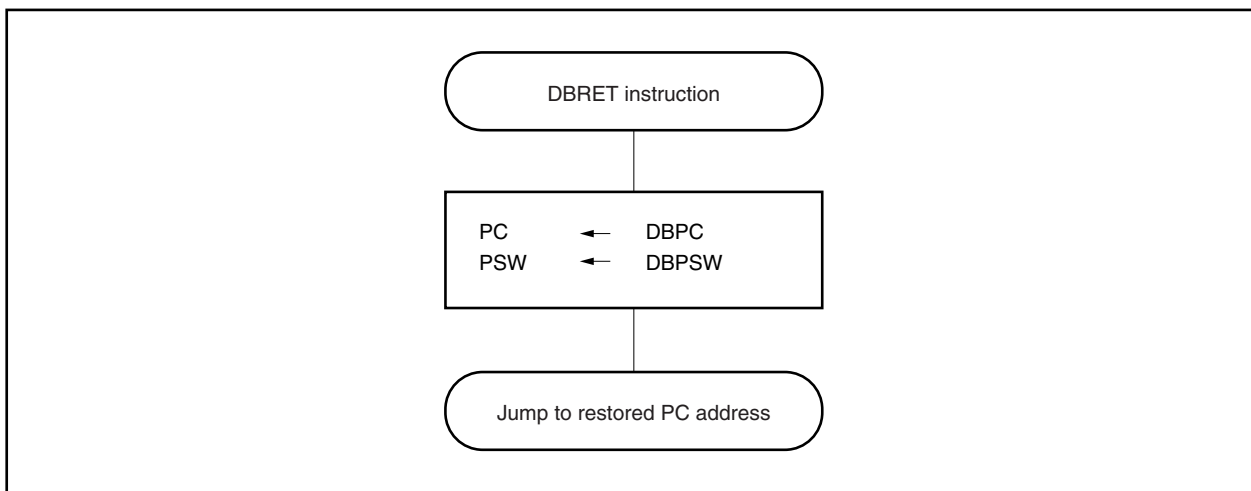 DBRET instruction
PC ← DBPC
PSW ← DBPSW
Jump to restored PC address